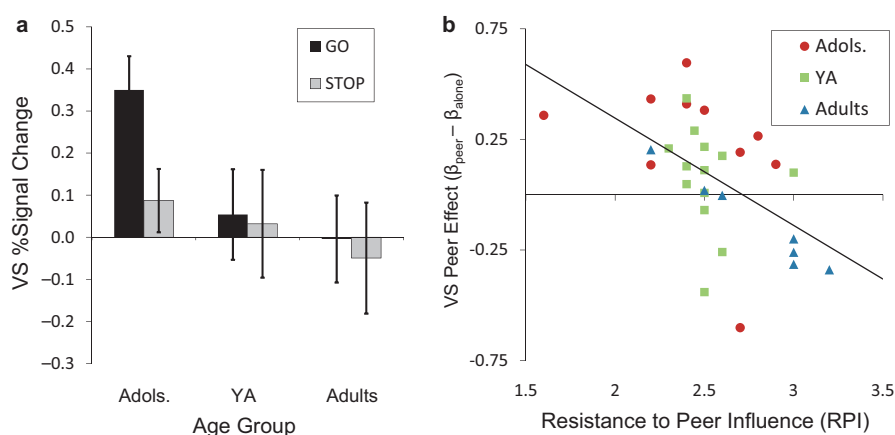 a
VS %Signal Change
0.5
0.4
0.3
0.2
0.1
0.0
–0.1
–0.2
–0.3
GO
STOP
Adols. YA Adults
Age Group
b
VS Peer Effect (βpeer – βalone)
0.75
0.25
-0.25
-0.75
Adols.
YA
Adults
1.5 2 2.5 3 3.5
Resistance to Peer Influence (RPI)